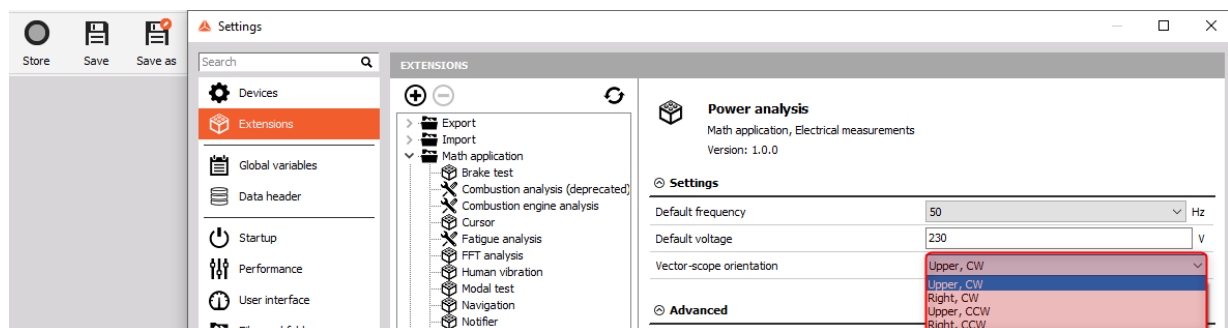 Settings
Store
Save
Save as
Search
Devices
Extensions
Global variables
Data header
Startup
Performance
User interface
EXTENSIONS
Export
Import
Math application
Brake test
Combustion analysis (deprecated)
Combustion engine analysis
Cursor
Fatigue analysis
FFT analysis
Human vibration
Modal test
Navigation
Notifier
Power analysis
Math application, Electrical measurements
Version: 1.0.0
Settings
Default frequency 50 Hz
Default voltage 230 V
Vector-scope orientation Upper, CW
Upper, CW
Right, CW
Upper, CCW
Right, CCW
Advanced